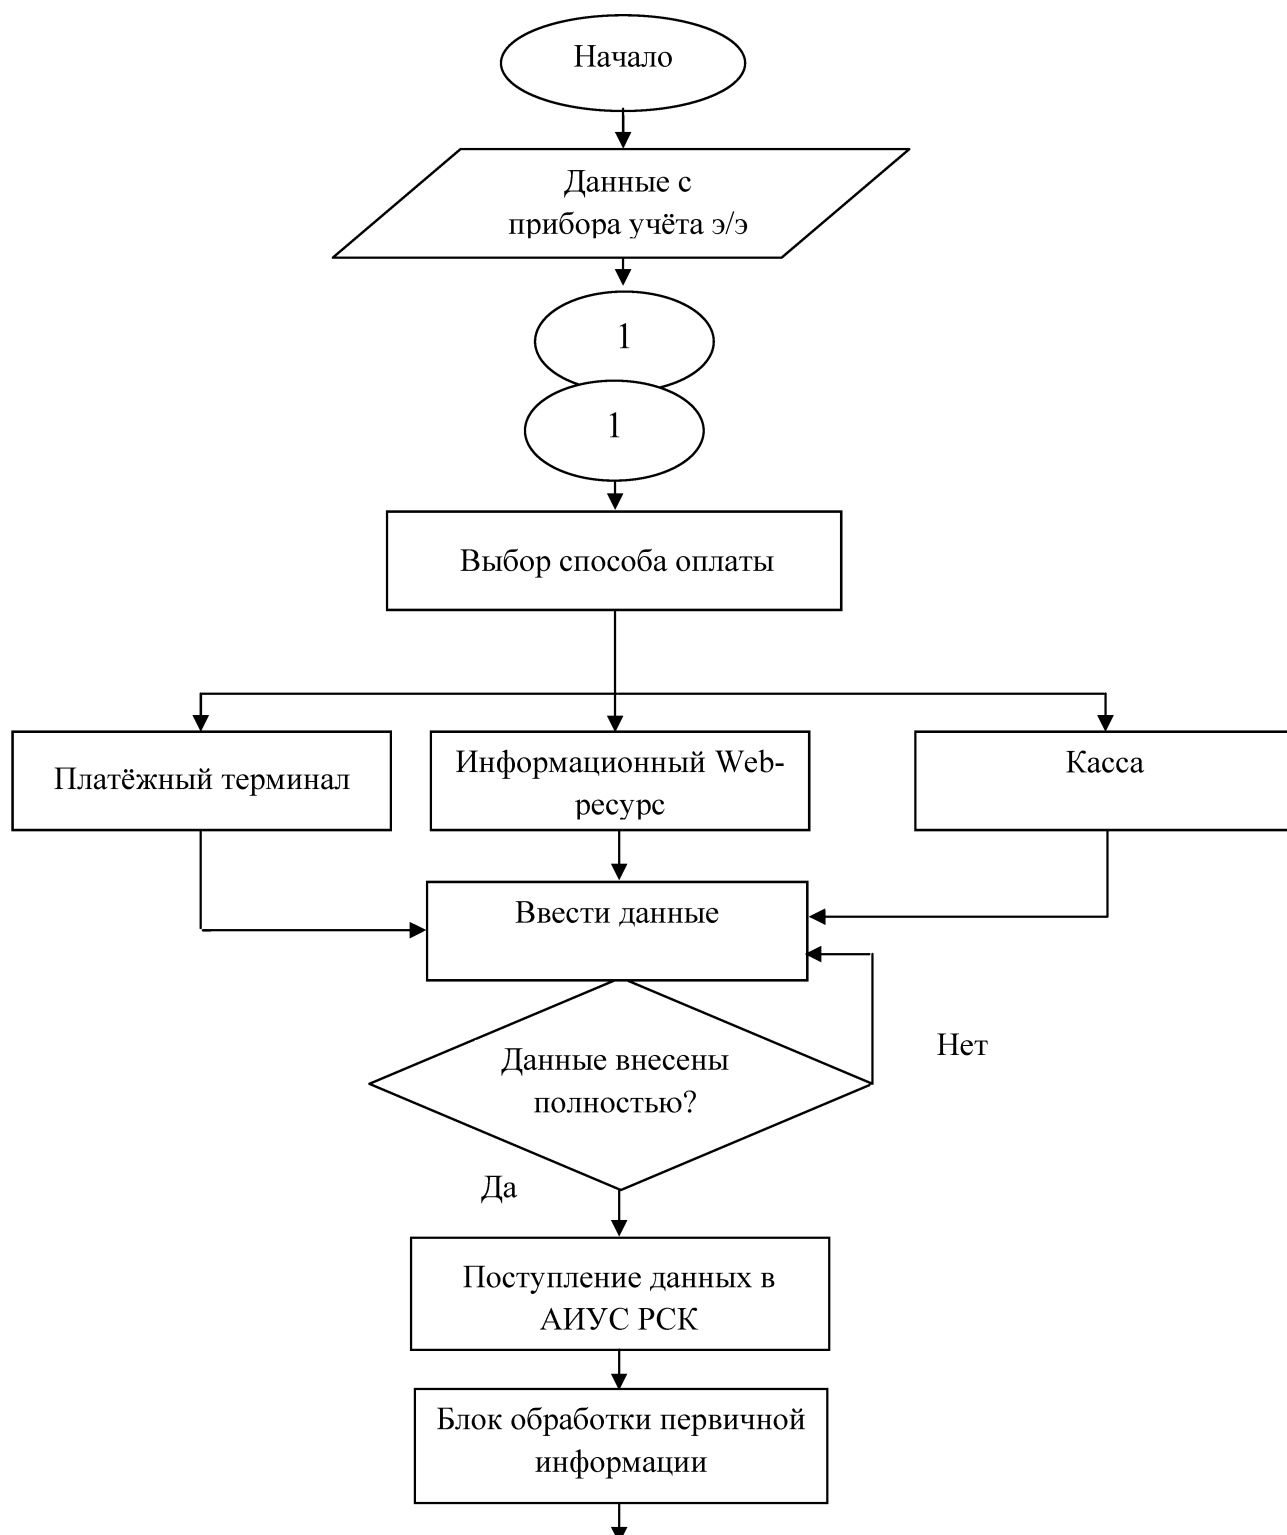 Начало
Данные с
прибора учёта э/э
1
1
Выбор способа оплаты
Платёжный терминал
Информационный Web-
ресурс
Касса
Ввести данные
Нет
Данные внесены
полностью?
Да
Поступление данных в
АИУС РСК
Блок обработки первичной
информации